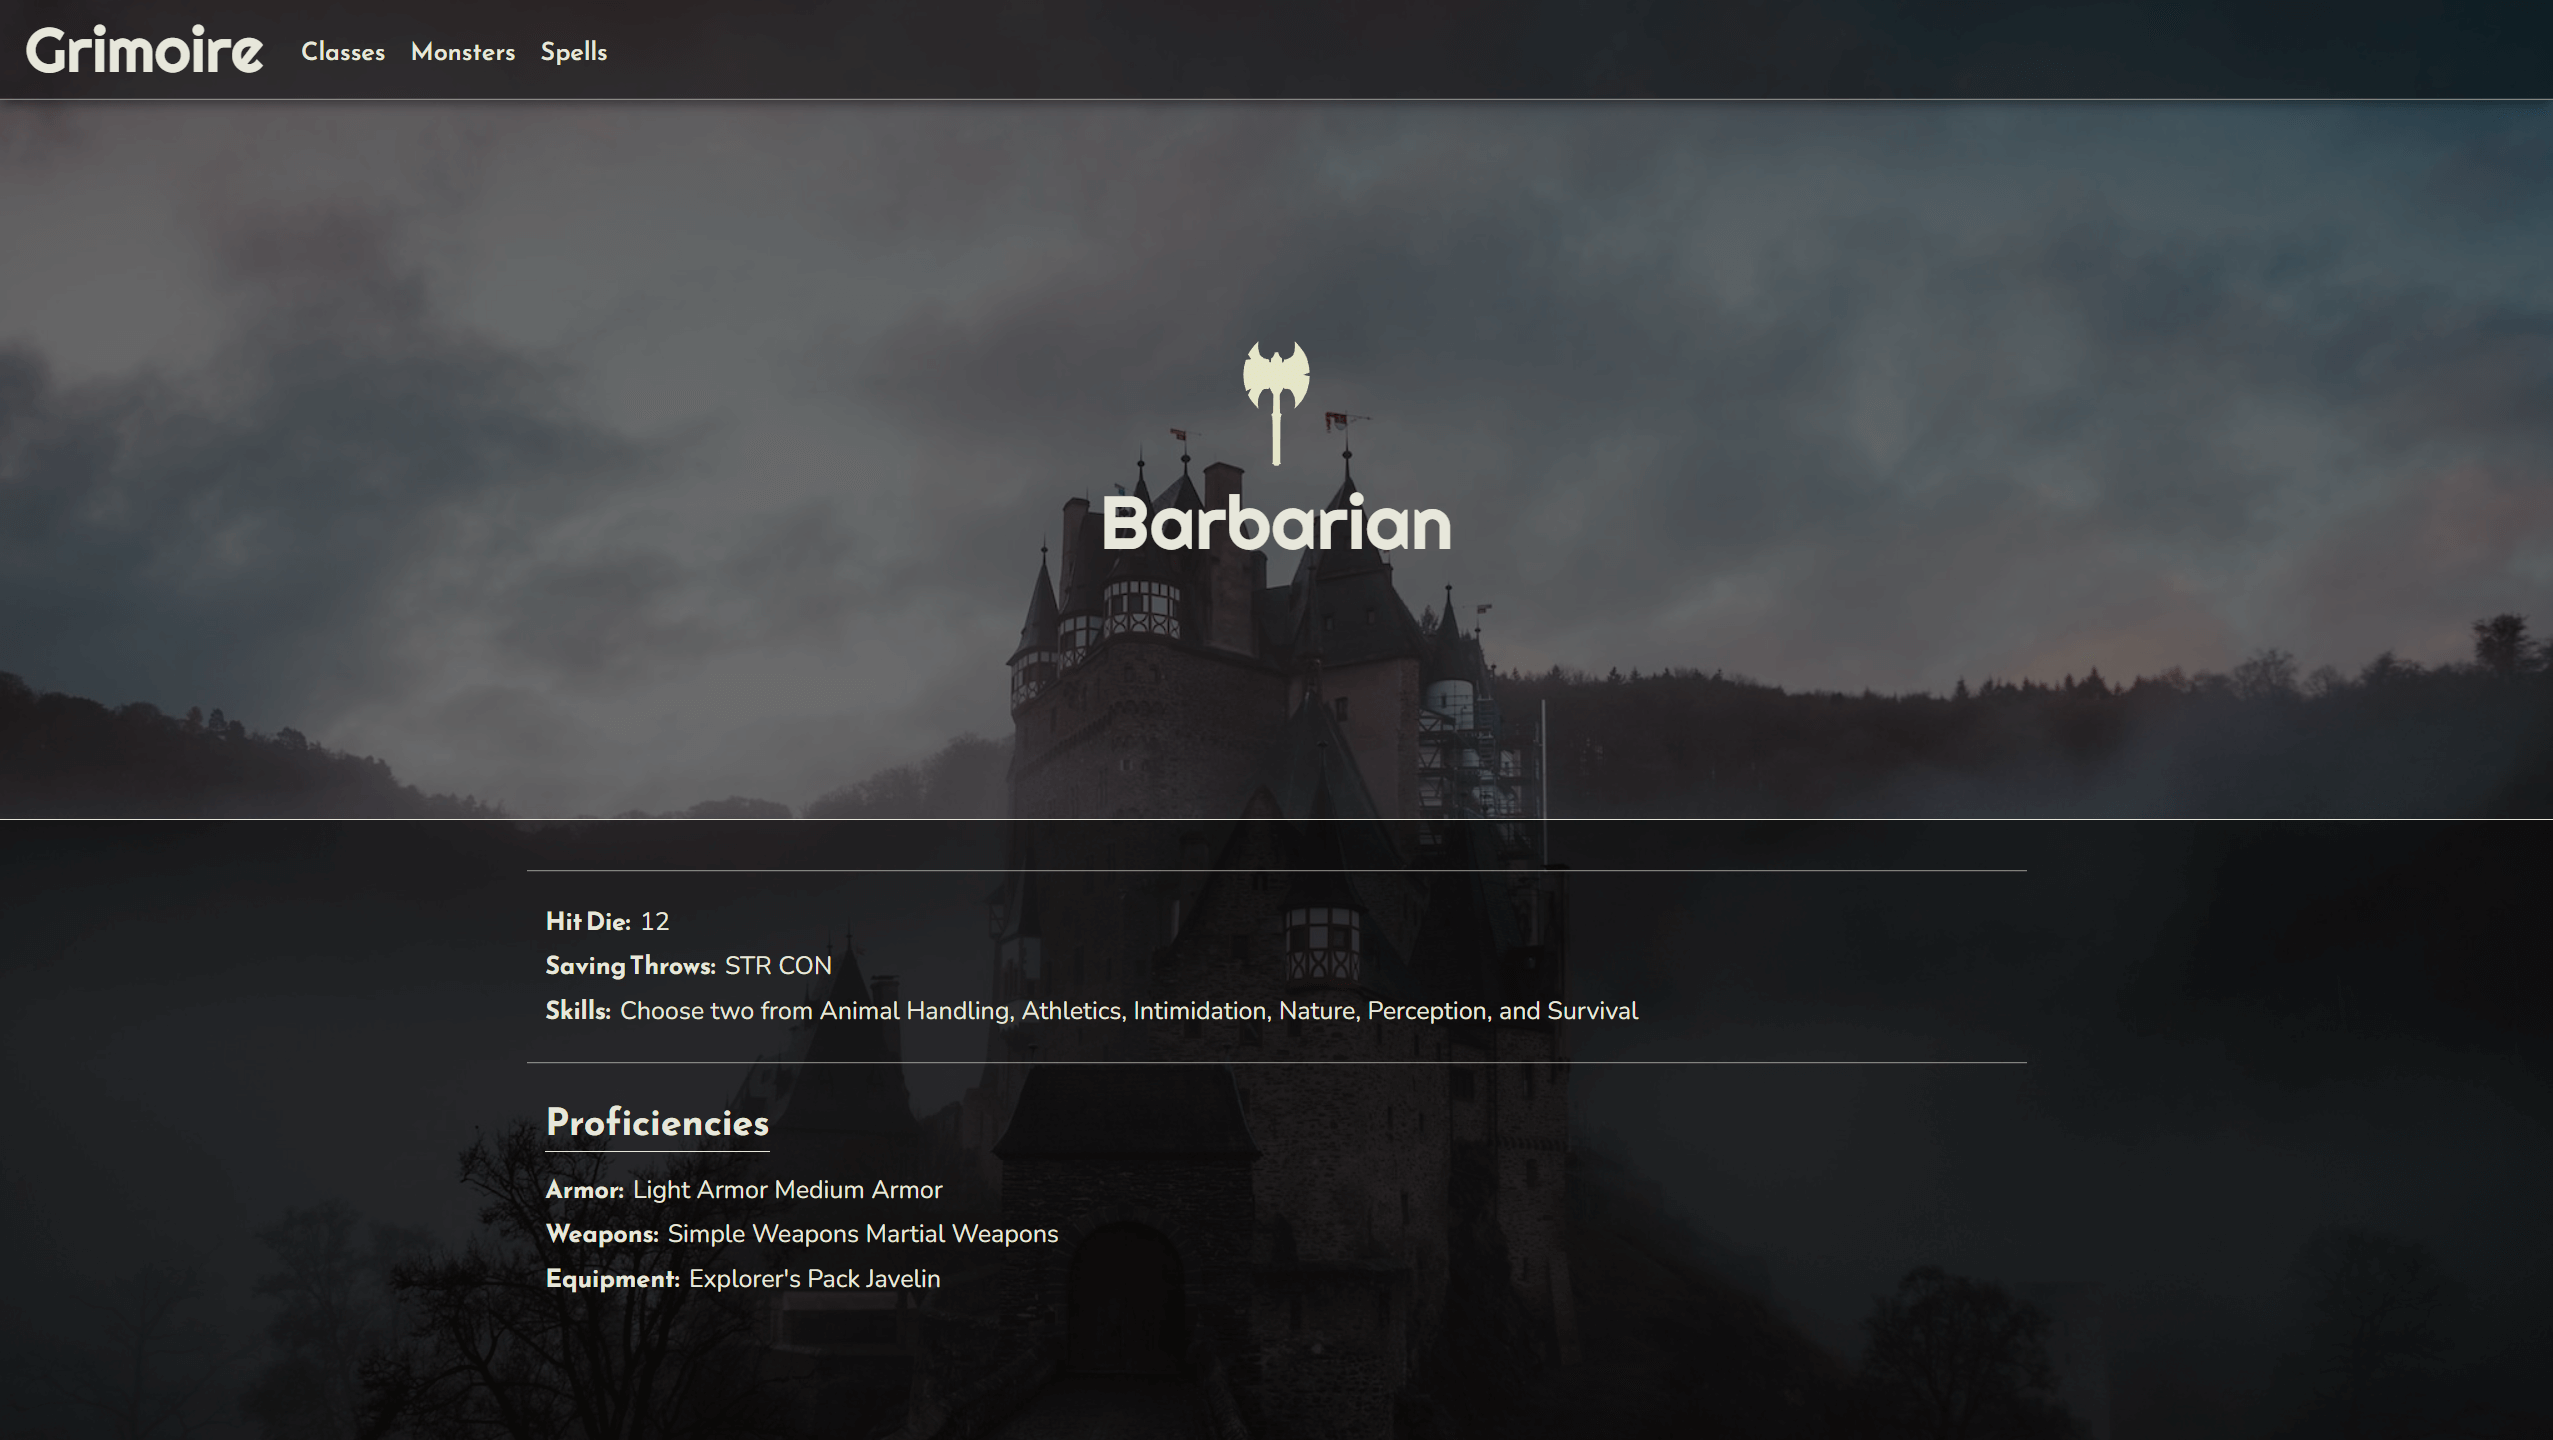 Grimoire Classes Monsters Spells
Barbarian
Hit Die: 12
Saving Throws: STR CON
Skills: Choose two from Animal Handling, Athletics, Intimidation, Nature, Perception, and Survival
Proficiencies
Armor: Light Armor Medium Armor
Weapons: Simple Weapons Martial Weapons
Equipment: Explorer's Pack Javelin